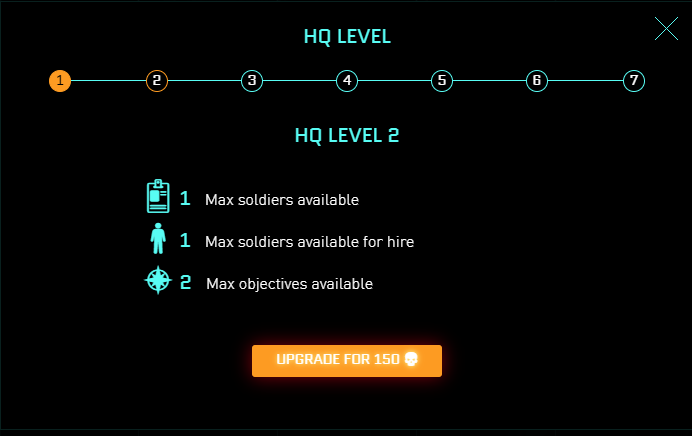 HQ LEVEL
1 2 3 4 5 6 7
HQ LEVEL 2
1 Max soldiers available
1 Max soldiers available for hire
2 Max objectives available
UPGRADE FOR 150